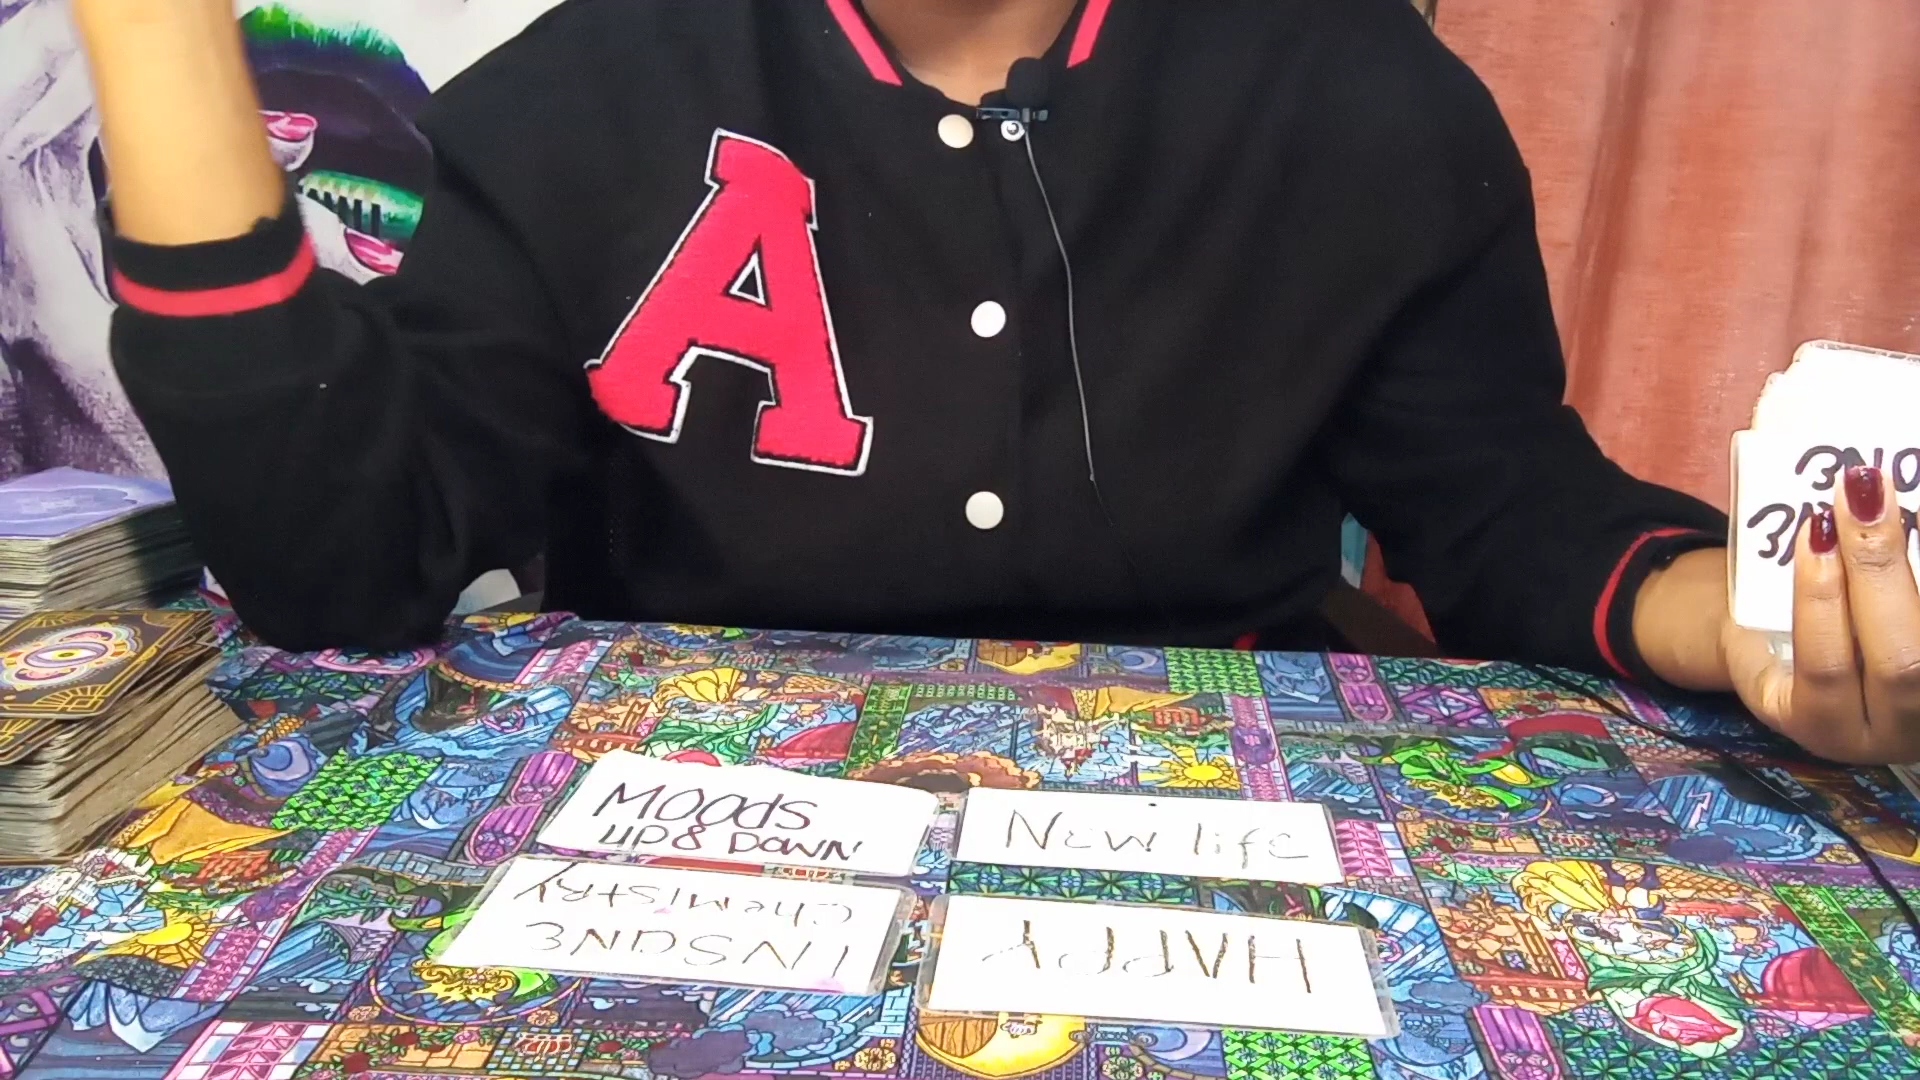 A
Moods
UP & DOWN
New life
INSANE
CHEMISTRY
HAPPY